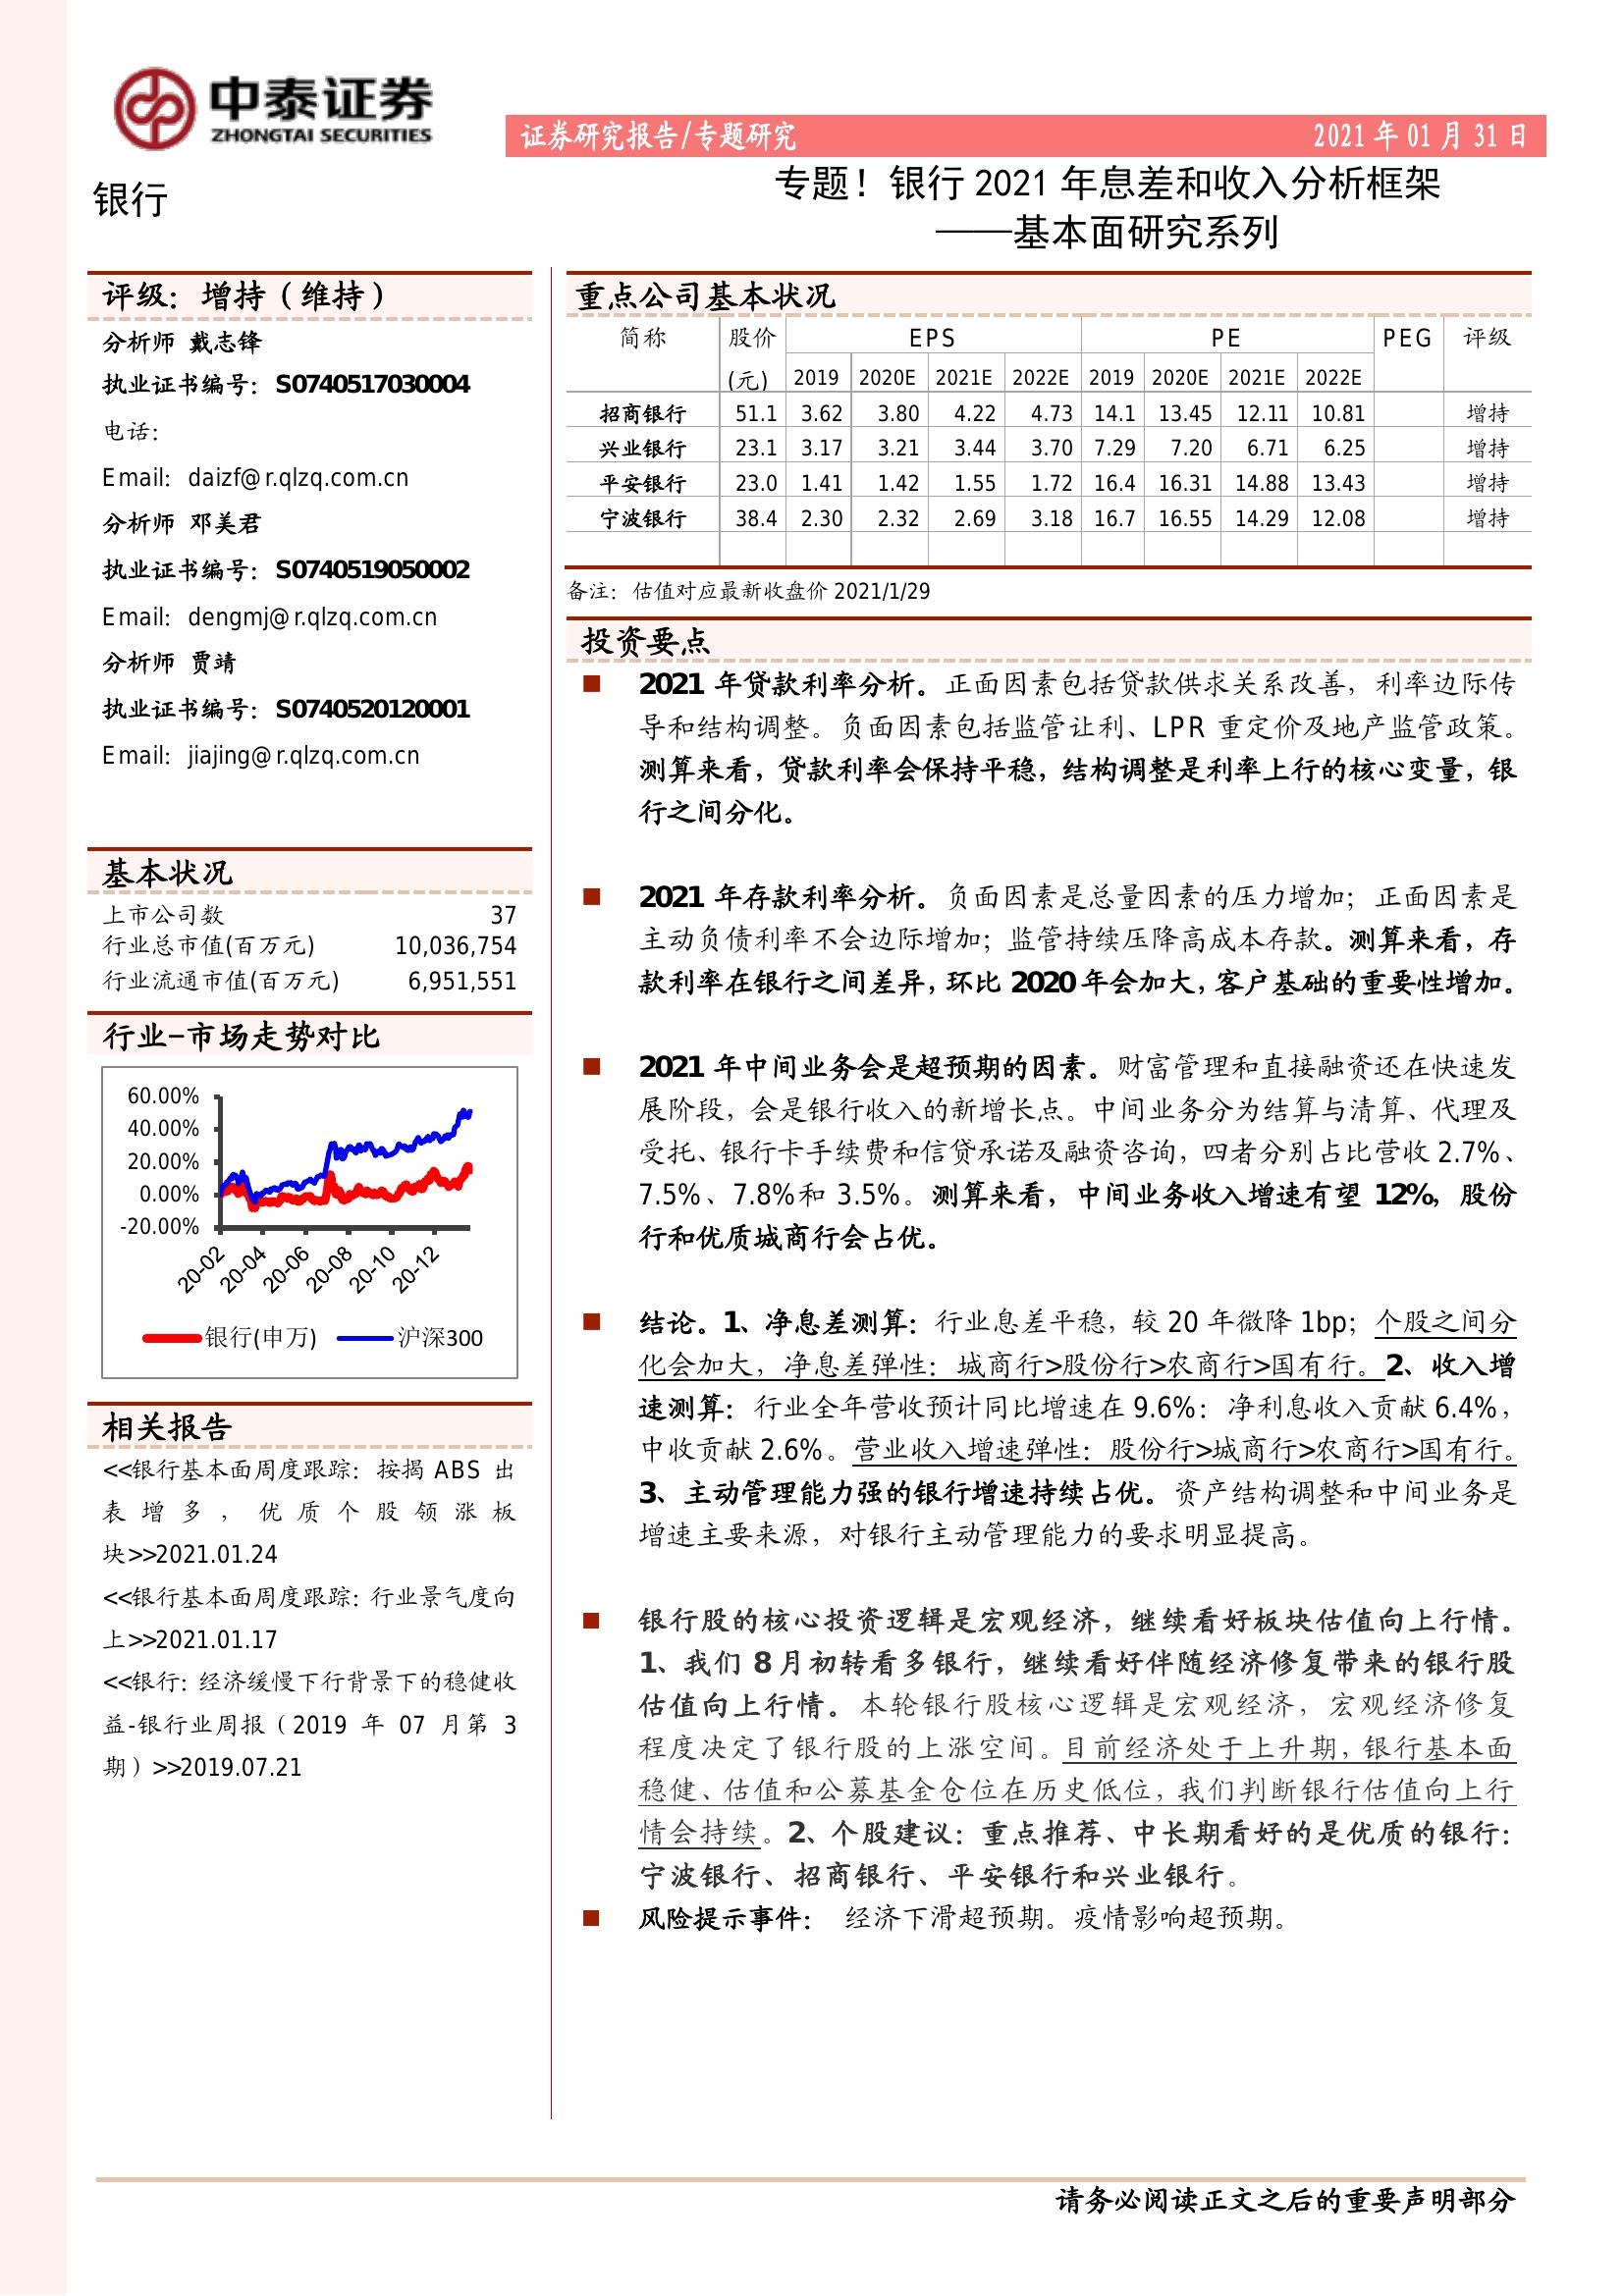 中泰证券
ZHONGTAI SECURITIES
证券研究报告/专题研究 2021年01月31日
银行
专题！银行2021年息差和收入分析框架
——基本面研究系列
评级：增持（维持）
分析师 戴志锋
执业证书编号：S0740517030004
电话：
Email：daizf@r.qlzq.com.cn
分析师 邓美君
执业证书编号：S0740519050002
Email：dengmj@r.qlzq.com.cn
分析师 贾靖
执业证书编号：S0740520120001
Email：jiajing@r.qlzq.com.cn
基本状况
上市公司数 37
行业总市值(百万元) 10,036,754
行业流通市值(百万元) 6,951,551
行业-市场走势对比
60.00%
40.00%
20.00%
0.00%
-20.00%
20-02 20-04 20-06 20-08 20-10 20-12
银行(申万) 沪深300
相关报告
<<银行基本面周度跟踪：按揭 ABS 出
表增多，优质个股领涨板
块>>2021.01.24
<<银行基本面周度跟踪：行业景气度向
上>>2021.01.17
<<银行：经济缓慢下行背景下的稳健收
益-银行业周报（2019 年 07 月第 3
期）>>2019.07.21
重点公司基本状况
简称 股价 EPS PE PEG 评级
(元) 2019 2020E 2021E 2022E 2019 2020E 2021E 2022E
招商银行 51.1 3.62 3.80 4.22 4.73 14.1 13.45 12.11 10.81 增持
兴业银行 23.1 3.17 3.21 3.44 3.70 7.29 7.20 6.71 6.25 增持
平安银行 23.0 1.41 1.42 1.55 1.72 16.4 16.31 14.88 13.43 增持
宁波银行 38.4 2.30 2.32 2.69 3.18 16.7 16.55 14.29 12.08 增持
备注：估值对应最新收盘价 2021/1/29
投资要点
2021 年贷款利率分析。正面因素包括贷款供求关系改善，利率边际传
导和结构调整。负面因素包括监管让利、LPR 重定价及地产监管政策。
测算来看，贷款利率会保持平稳，结构调整是利率上行的核心变量，银
行之间分化。
2021 年存款利率分析。负面因素是总量因素的压力增加；正面因素是
主动负债利率不会边际增加；监管持续压降高成本存款。测算来看，存
款利率在银行之间差异，环比 2020 年会加大，客户基础的重要性增加。
2021 年中间业务会是超预期的因素。财富管理和直接融资还在快速发
展阶段，会是银行收入的新增长点。中间业务分为结算与清算、代理及
受托、银行卡手续费和信贷承诺及融资咨询，四者分别占比营收 2.7%、
7.5%、7.8%和 3.5%。测算来看，中间业务收入增速有望 12%，股份
行和优质城商行会占优。
结论。1、净息差测算：行业息差平稳，较 20 年微降 1bp；个股之间分
化会加大，净息差弹性：城商行>股份行>农商行>国有行。2、收入增
速测算：行业全年营收预计同比增速在 9.6%：净利息收入贡献 6.4%，
中收贡献 2.6%。营业收入增速弹性：股份行>城商行>农商行>国有行。
3、主动管理能力强的银行增速持续占优。资产结构调整和中间业务是
增速主要来源，对银行主动管理能力的要求明显提高。
银行股的核心投资逻辑是宏观经济，继续看好板块估值向上行情。
1、我们 8 月初转看多银行，继续看好伴随经济修复带来的银行股
估值向上行情。本轮银行股核心逻辑是宏观经济，宏观经济修复
程度决定了银行股的上涨空间。目前经济处于上升期，银行基本面
稳健、估值和公募基金仓位在历史低位，我们判断银行估值向上行
情会持续。2、个股建议：重点推荐、中长期看好的是优质的银行：
宁波银行、招商银行、平安银行和兴业银行。
风险提示事件： 经济下滑超预期。疫情影响超预期。
请务必阅读正文之后的重要声明部分